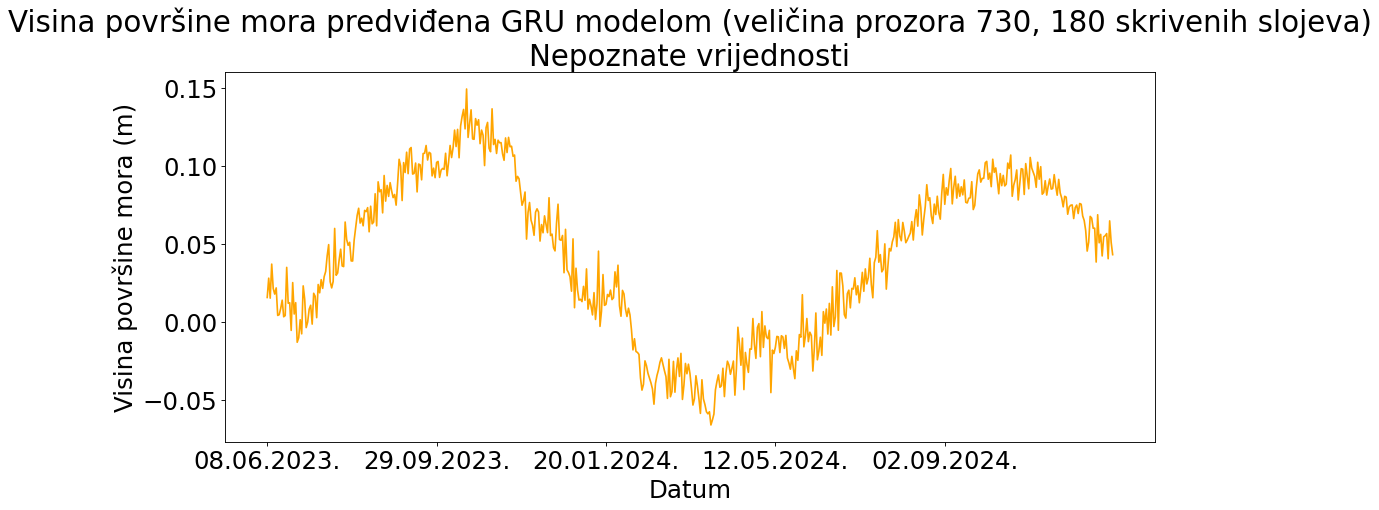 Visina površine mora predviđena GRU modelom (veličina prozora 730, 180 skrivenih slojeva)
Nepoznate vrijednosti
Visina površine mora (m)
0.15
0.10
0.05
0.00
−0.05
08.06.2023. 29.09.2023. 20.01.2024. 12.05.2024. 02.09.2024.
Datum